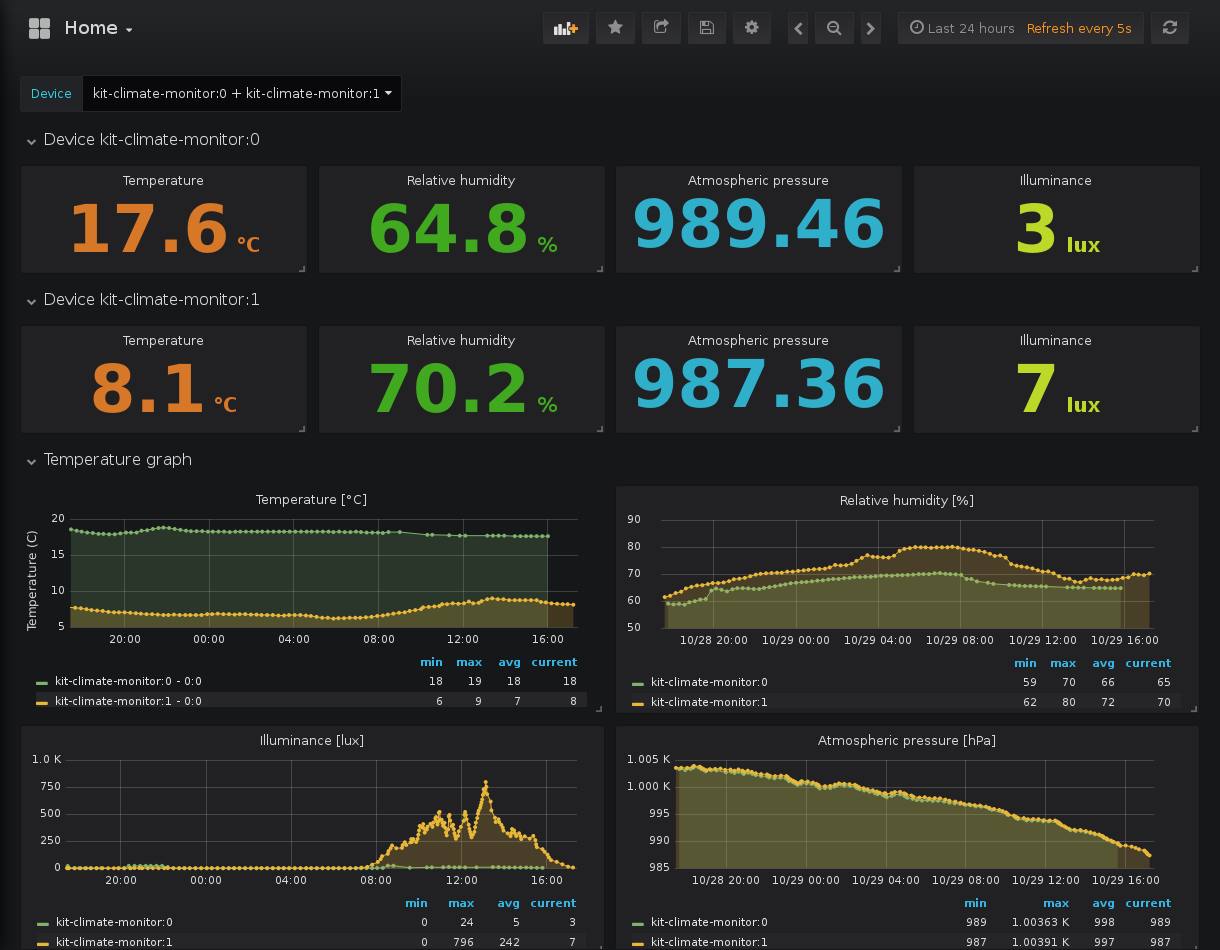 Home
Last 24 hours Refresh every 5s
Device kit-climate-monitor:0 + kit-climate-monitor:1
Device kit-climate-monitor:0
Temperature Relative humidity Atmospheric pressure Illuminance
17.6 °C 64.8 % 989.46 3 lux
Device kit-climate-monitor:1
Temperature Relative humidity Atmospheric pressure Illuminance
8.1 °C 70.2 % 987.36 7 lux
Temperature graph
Temperature [°C]
Temperature (C)
20
15
10
5
20:00 00:00 04:00 08:00 12:00 16:00
min max avg current
kit-climate-monitor:0 - 0:0 18 19 18 18
kit-climate-monitor:1 - 0:0 6 9 7 8
Relative humidity [%]
90
80
70
60
50
10/28 20:00 10/29 00:00 10/29 04:00 10/29 08:00 10/29 12:00 10/29 16:00
min max avg current
kit-climate-monitor:0 59 70 66 65
kit-climate-monitor:1 62 80 72 70
Illuminance [lux]
1.0 K
750
500
250
0
20:00 00:00 04:00 08:00 12:00 16:00
min max avg current
kit-climate-monitor:0 0 24 5 3
kit-climate-monitor:1 0 796 242 7
Atmospheric pressure [hPa]
1.005 K
1.000 K
995
990
985
10/28 20:00 10/29 00:00 10/29 04:00 10/29 08:00 10/29 12:00 10/29 16:00
min max avg current
kit-climate-monitor:0 989 1.00363 K 998 989
kit-climate-monitor:1 987 1.00391 K 997 987